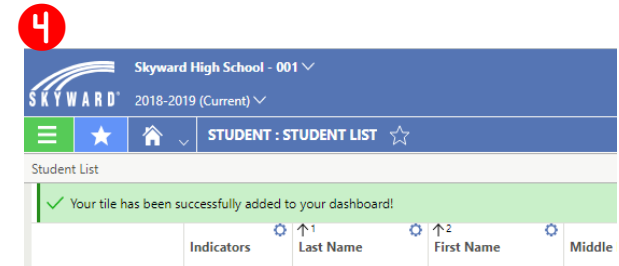 4
Skyward High School - 001
SKYWARD
2018-2019 (Current)
STUDENT : STUDENT LIST
Student List
Your tile has been successfully added to your dashboard!
Indicators
1
Last Name
2
First Name
Middle